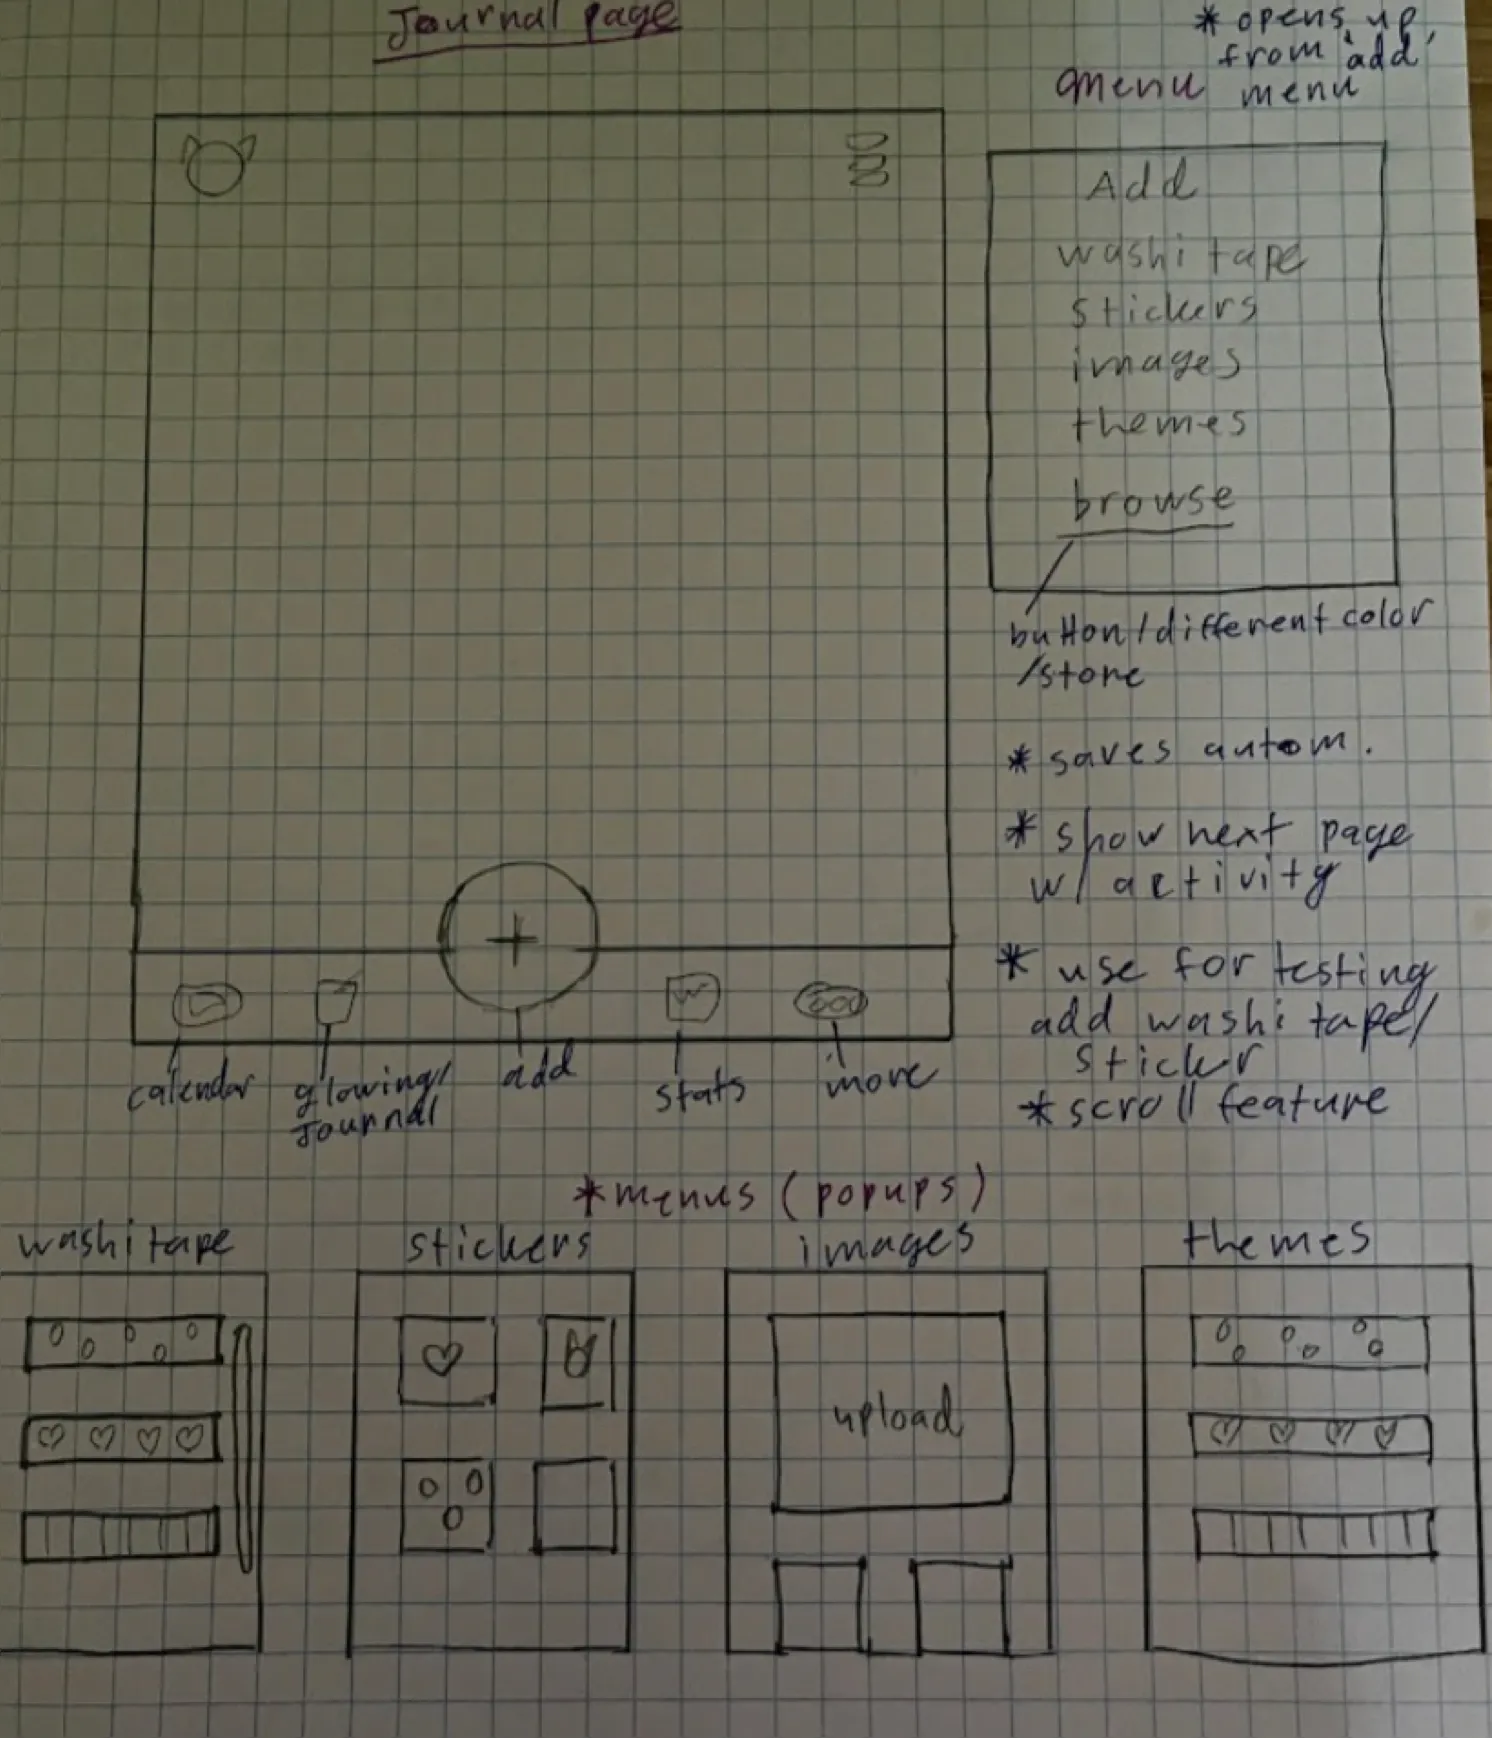 Journal page
* opens up
from 'add'
menu
menu
Add
washi tape
stickers
images
themes
browse
button/different color
/store
* saves autom.
* show next page
w/ activity
* use for testing
add washi tape/
sticker
* scroll feature
+
calendar
glowing/
Journal
add
stats
more
* menus (popups)
washi tape
stickers
images
themes
upload